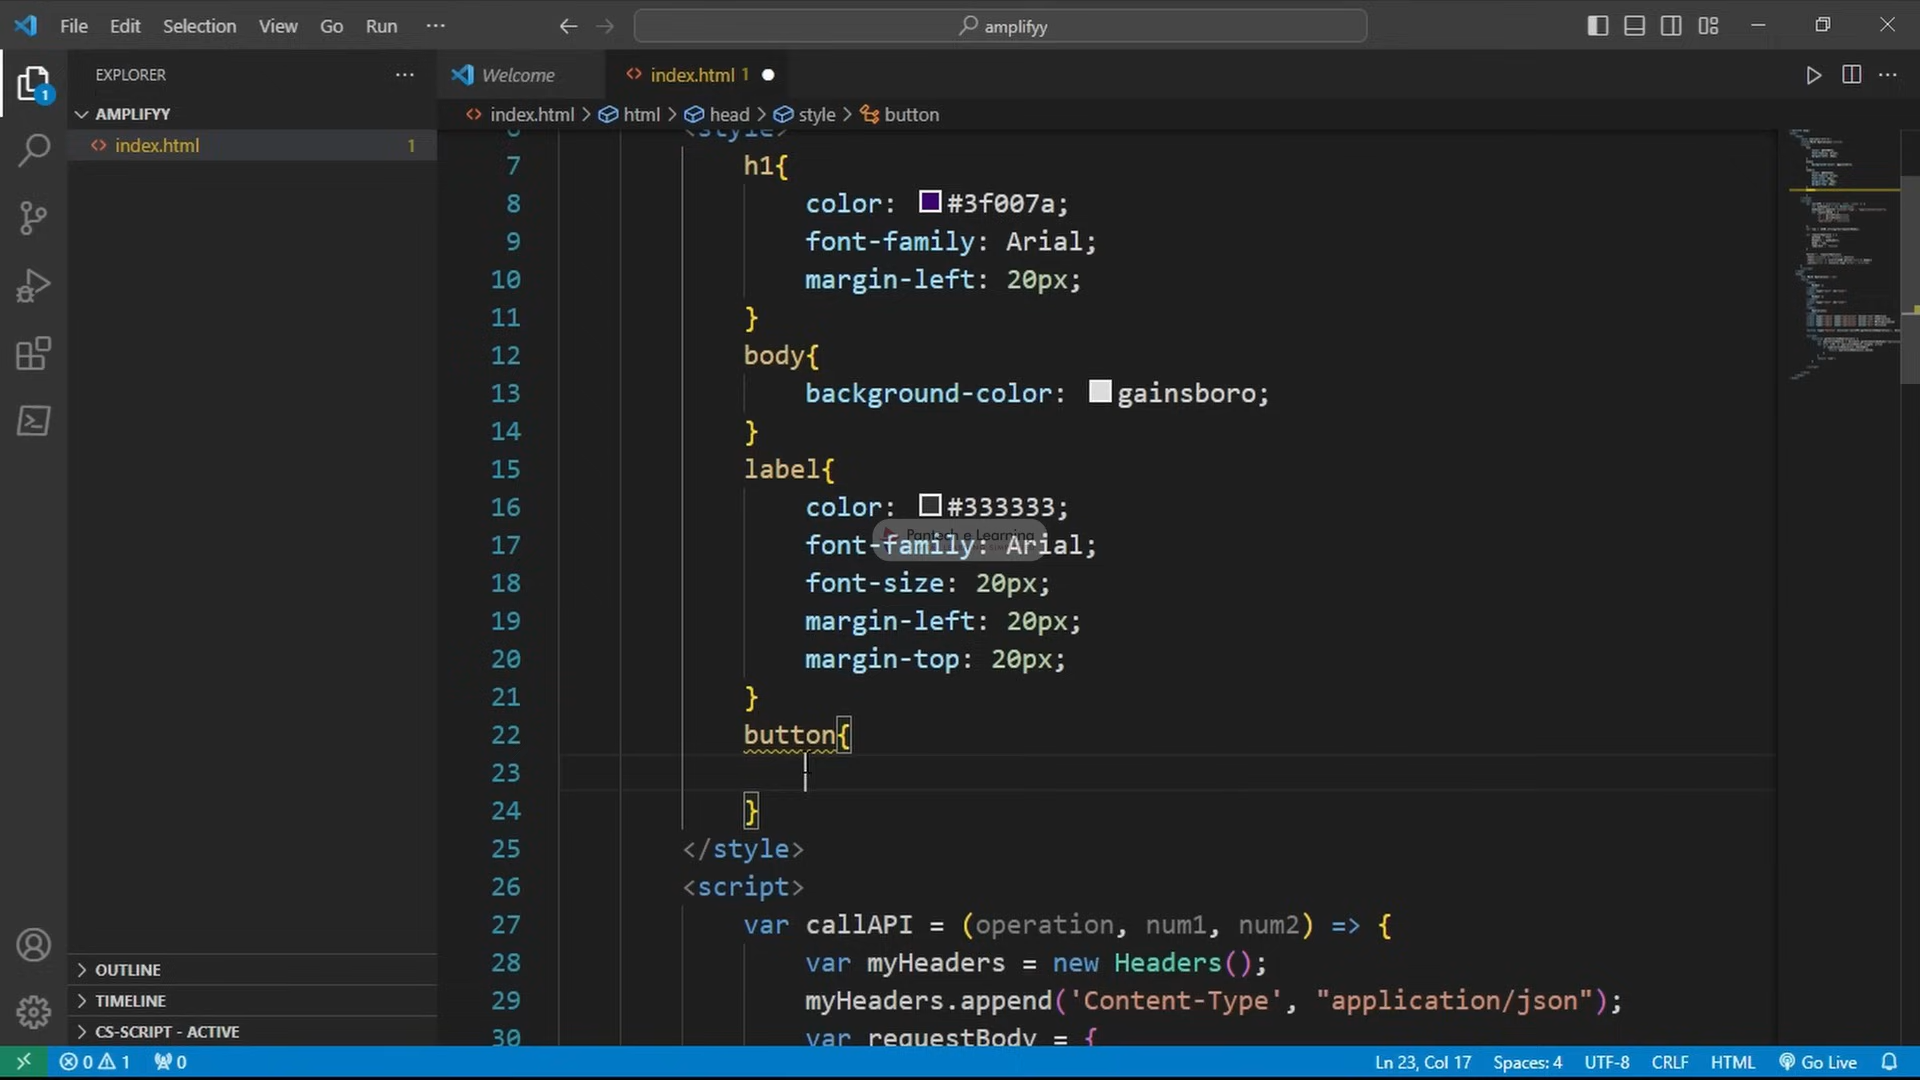 File Edit Selection View Go Run ···
amplifyy
EXPLORER ···
AMPLIFYY
index.html 1
Welcome
index.html 1
index.html > html > head > style > button
6 <style>
7 h1{
8 color: #3f007a;
9 font-family: Arial;
10 margin-left: 20px;
11 }
12 body{
13 background-color: gainsboro;
14 }
15 label{
16 color: #333333;
Pantech e Learning
17 font-family: Arial;
18 font-size: 20px;
19 margin-left: 20px;
20 margin-top: 20px;
21 }
22 button{
23
24 }
25 </style>
26 <script>
27 var callAPI = (operation, num1, num2) => {
28 var myHeaders = new Headers();
29 myHeaders.append('Content-Type', "application/json");
30 var requestBody = {
1
OUTLINE
TIMELINE
CS-SCRIPT - ACTIVE
0 1 0 Ln 23, Col 17 Spaces: 4 UTF-8 CRLF HTML Go Live